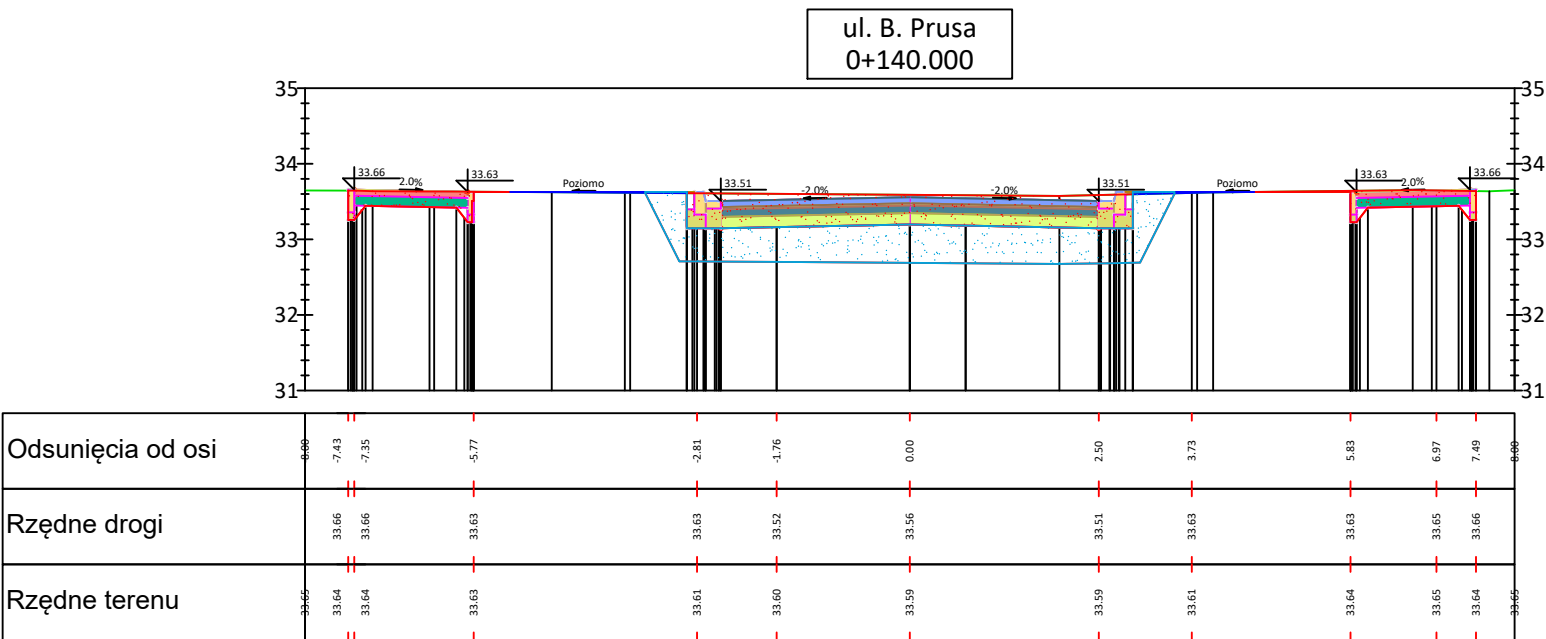 ul. B. Prusa
0+140.000
35 35
34 34
33 33
32 32
31 31
33.66 2.0% 33.63 Poziomo 33.51 -2.0% -2.0% 33.51 Poziomo 33.63 2.0% 33.66
Odsunięcia od osi -8.00 -7.43 -7.35 -5.77 -2.81 -1.76 0.00 2.50 3.73 5.83 6.97 7.49 8.00
Rzędne drogi 33.66 33.66 33.63 33.63 33.52 33.56 33.51 33.63 33.63 33.65 33.66
Rzędne terenu 33.65 33.64 33.64 33.63 33.61 33.60 33.59 33.59 33.61 33.64 33.65 33.64 33.65